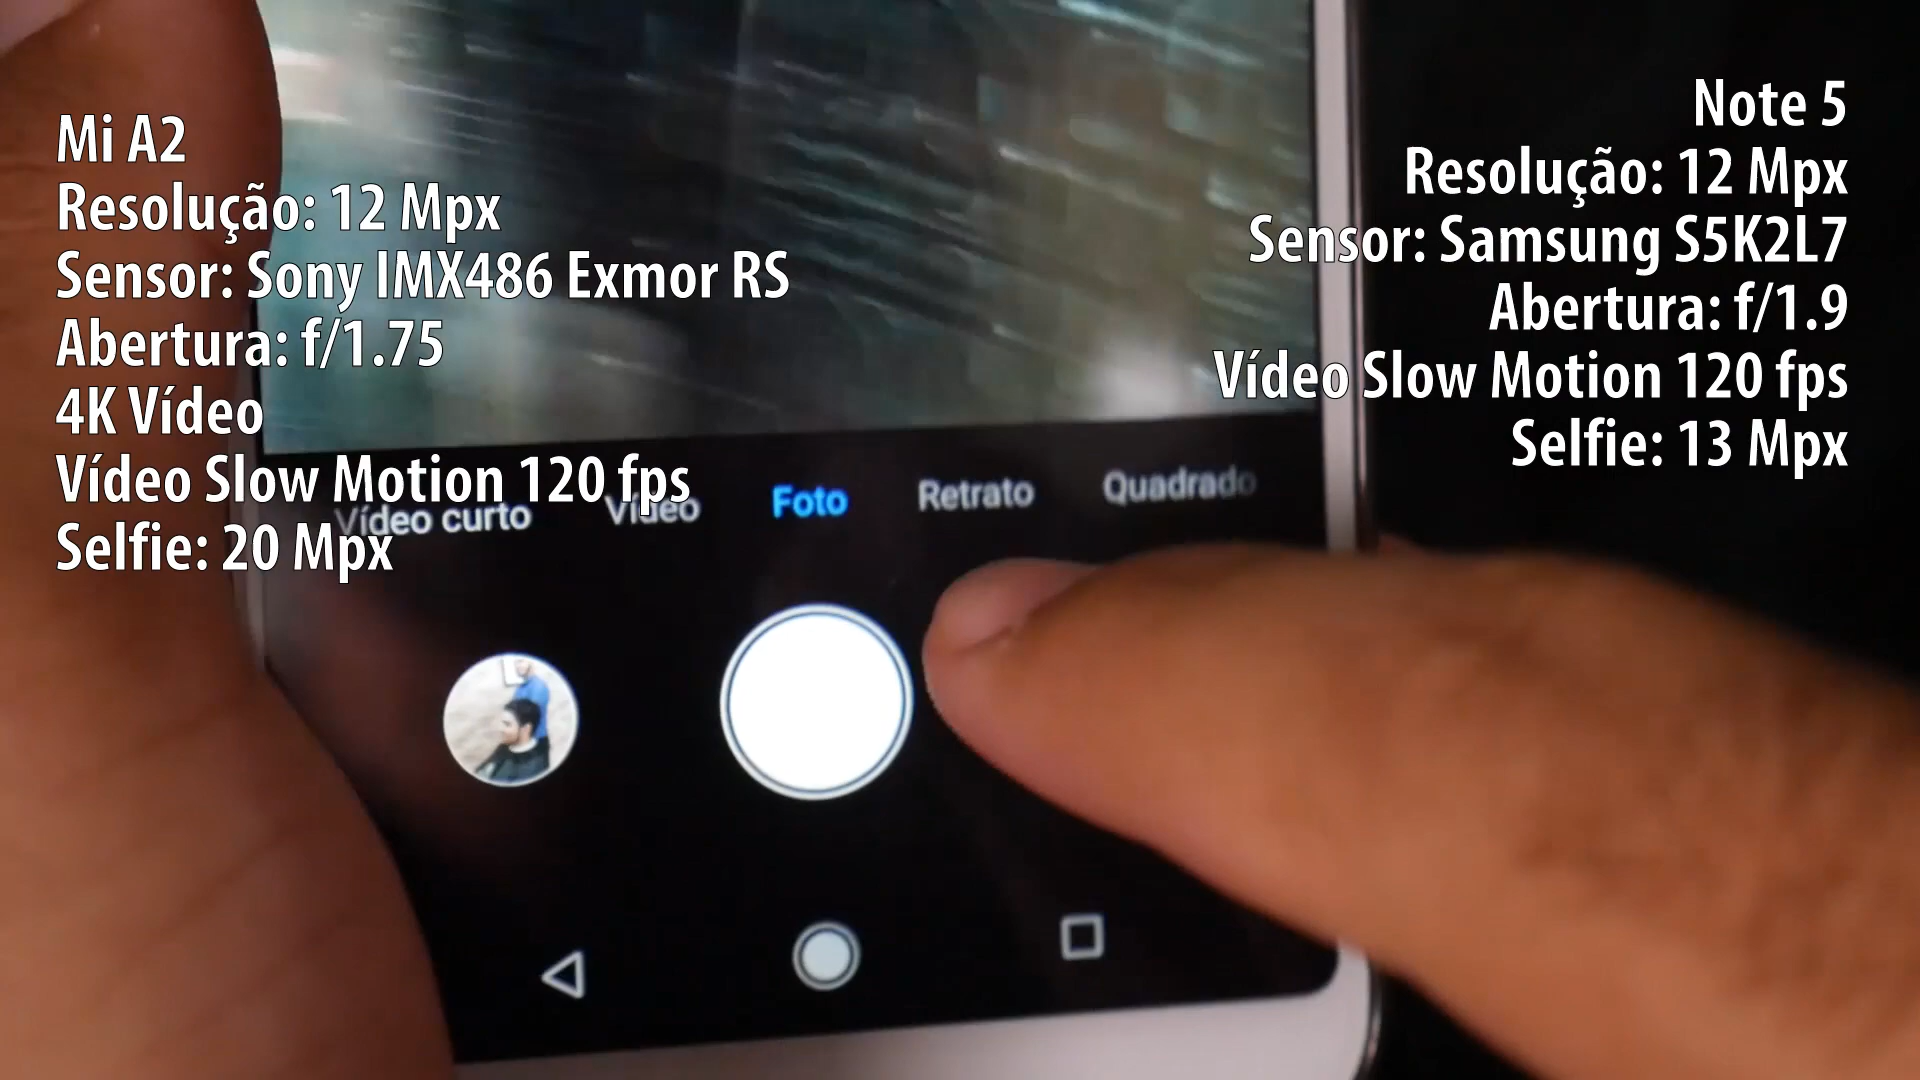 Mi A2
Resolução: 12 Mpx
Sensor: Sony IMX486 Exmor RS
Abertura: f/1.75
4K Vídeo
Vídeo Slow Motion 120 fps
Selfie: 20 Mpx
Note 5
Resolução: 12 Mpx
Sensor: Samsung S5K2L7
Abertura: f/1.9
Vídeo Slow Motion 120 fps
Selfie: 13 Mpx
Vídeo curto Vídeo Foto Retrato Quadrado